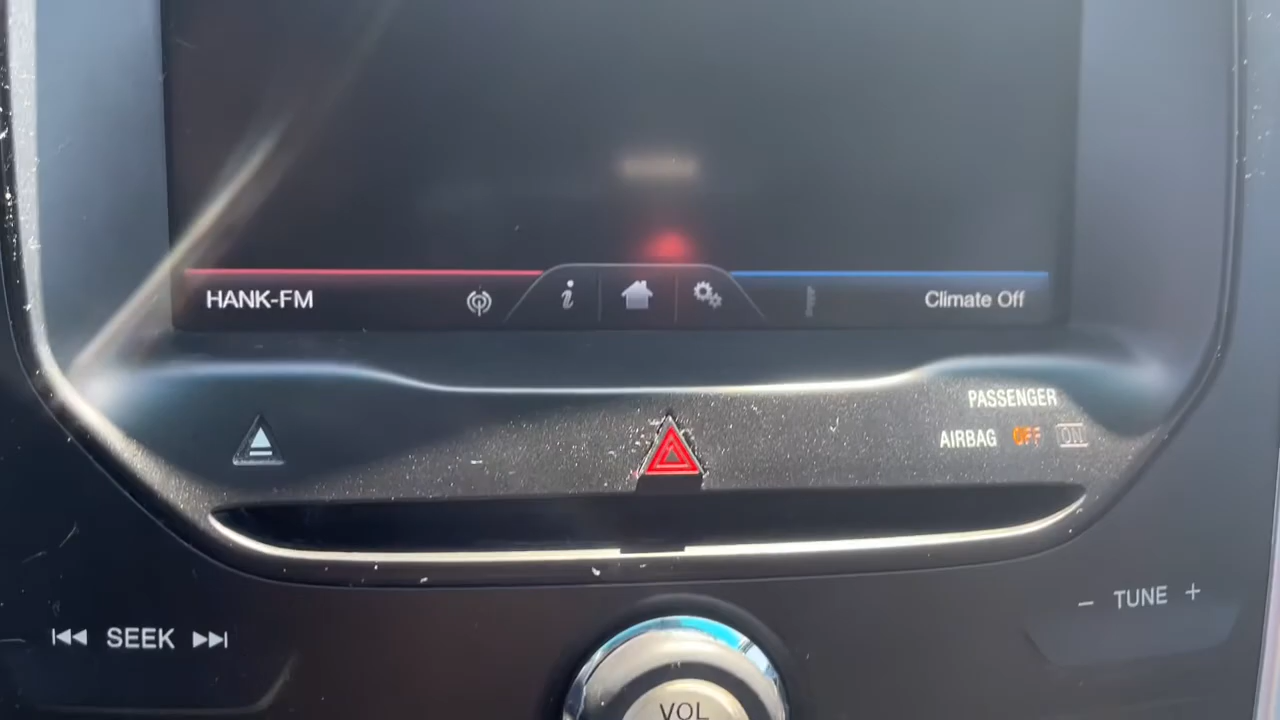 HANK-FM
i
Climate Off
PASSENGER
AIRBAG OFF ON
SEEK
- TUNE +
VOL